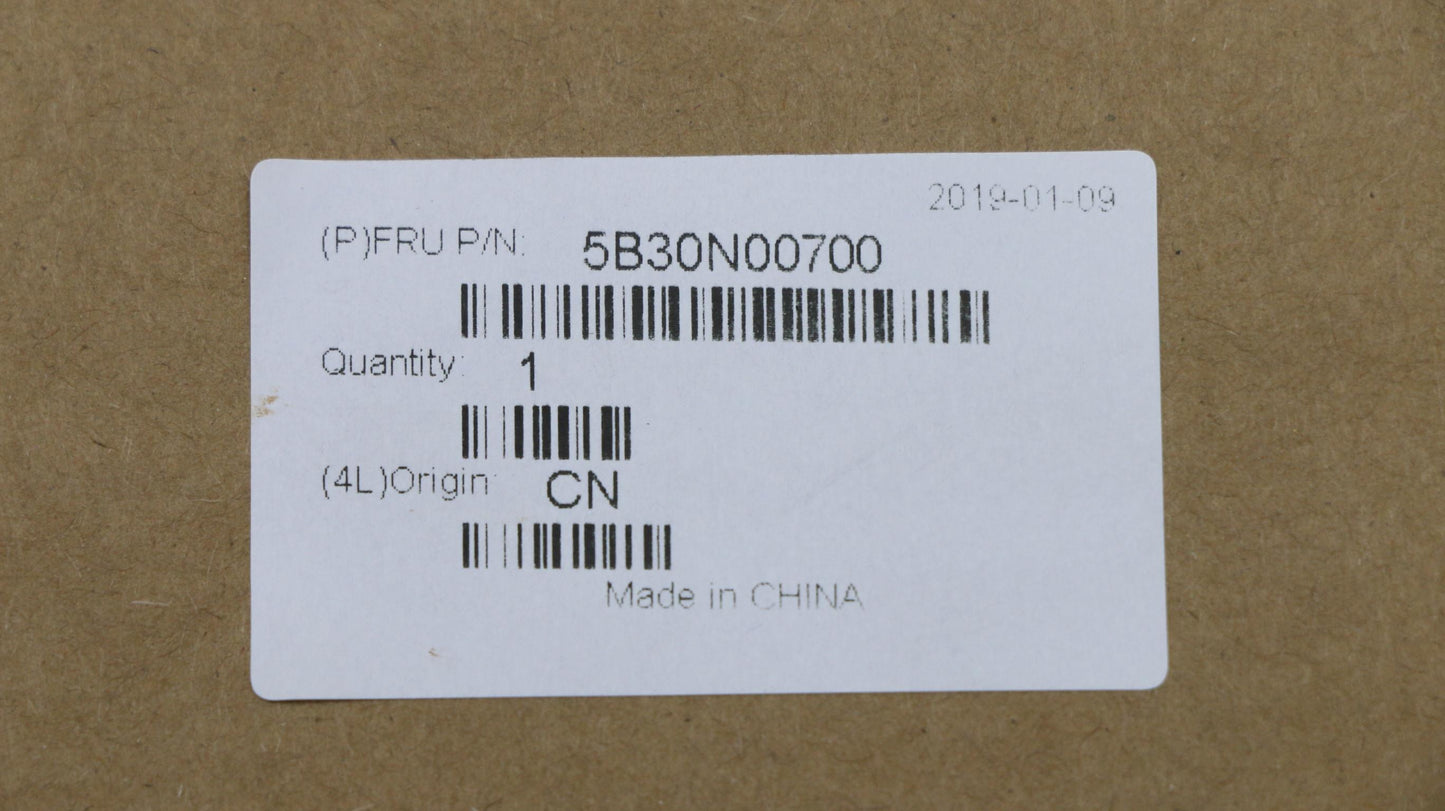 2019-01-09
(P)FRU P/N: 5B30N00700
Quantity: 1
(4L)Origin: CN
Made in CHINA